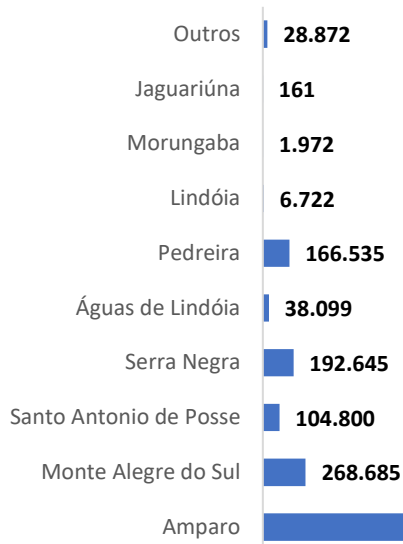 Outros 28.872
Jaguariúna 161
Morungaba 1.972
Lindóia 6.722
Pedreira 166.535
Águas de Lindóia 38.099
Serra Negra 192.645
Santo Antonio de Posse 104.800
Monte Alegre do Sul 268.685
Amparo